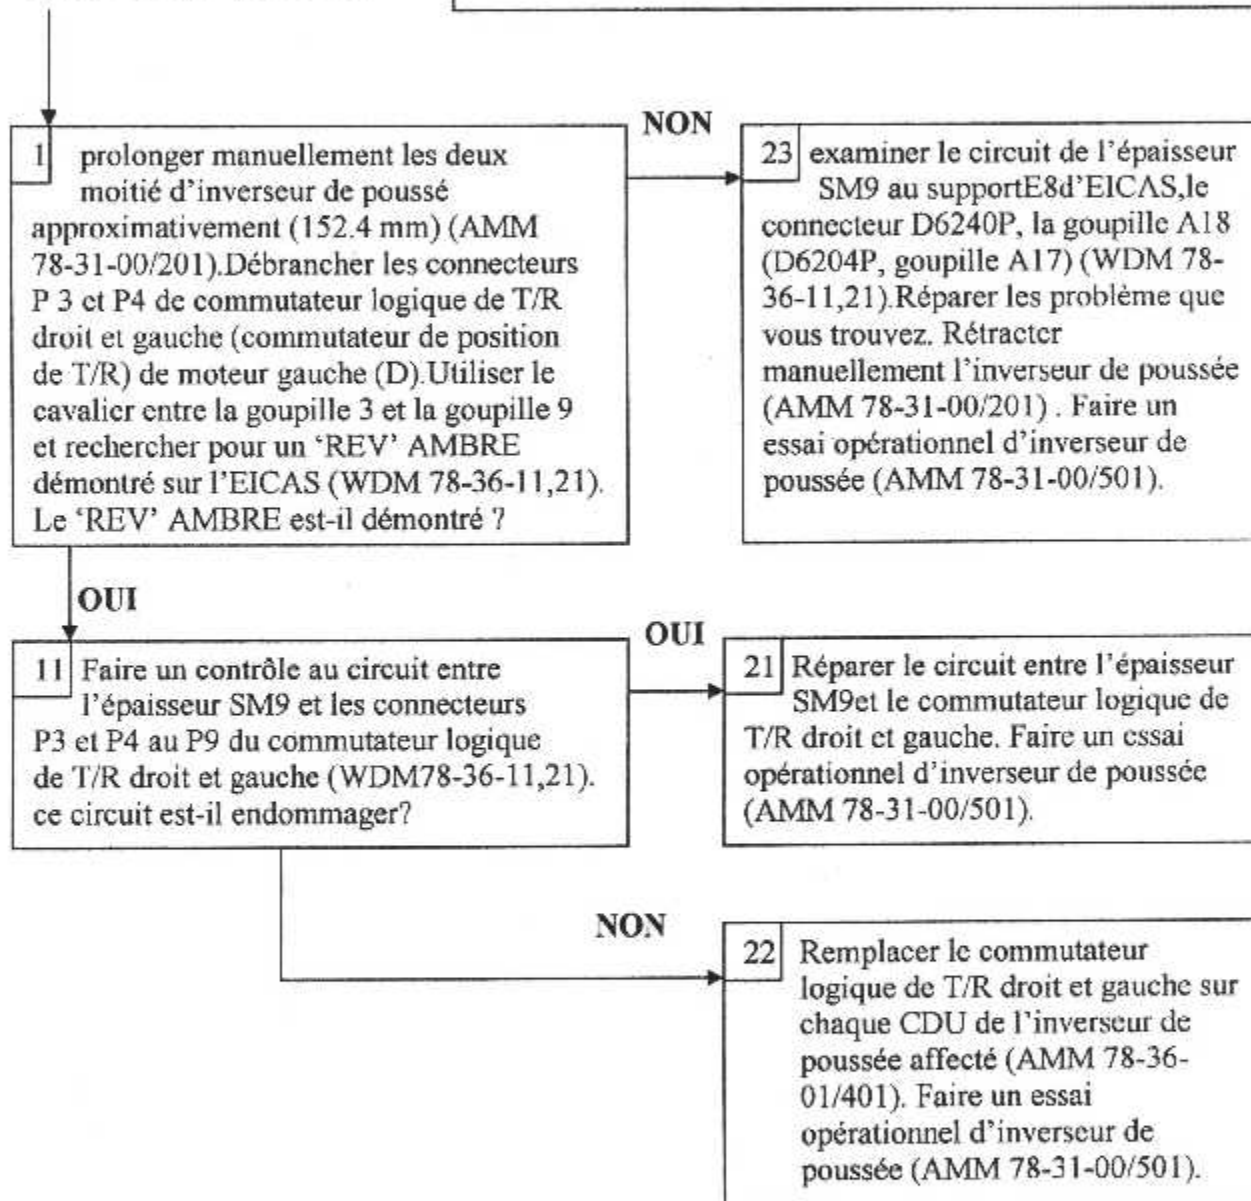 NON
1 prolonger manuellement les deux
moitié d'inverseur de poussé
approximativement (152.4 mm) (AMM
78-31-00/201).Débrancher les connecteurs
P 3 et P4 de commutateur logique de T/R
droit et gauche (commutateur de position
de T/R) de moteur gauche (D).Utiliser le
cavalier entre la goupille 3 et la goupille 9
et rechercher pour un ‘REV’ AMBRE
démontré sur l'EICAS (WDM 78-36-11,21).
Le ‘REV’ AMBRE est-il démontré ?
23 examiner le circuit de l'épaisseur
SM9 au supportE8d'EICAS,le
connecteur D6240P, la goupille A18
(D6204P, goupille A17) (WDM 78-
36-11,21).Réparer les problème que
vous trouvez. Rétracter
manuellement l'inverseur de poussée
(AMM 78-31-00/201) . Faire un
essai opérationnel d'inverseur de
poussée (AMM 78-31-00/501).
OUI
11 Faire un contrôle au circuit entre
l'épaisseur SM9 et les connecteurs
P3 et P4 au P9 du commutateur logique
de T/R droit et gauche (WDM78-36-11,21).
ce circuit est-il endommager?
OUI
21 Réparer le circuit entre l'épaisseur
SM9et le commutateur logique de
T/R droit et gauche. Faire un essai
opérationnel d'inverseur de poussée
(AMM 78-31-00/501).
NON
22 Remplacer le commutateur
logique de T/R droit et gauche sur
chaque CDU de l'inverseur de
poussée affecté (AMM 78-36-
01/401). Faire un essai
opérationnel d'inverseur de
poussée (AMM 78-31-00/501).